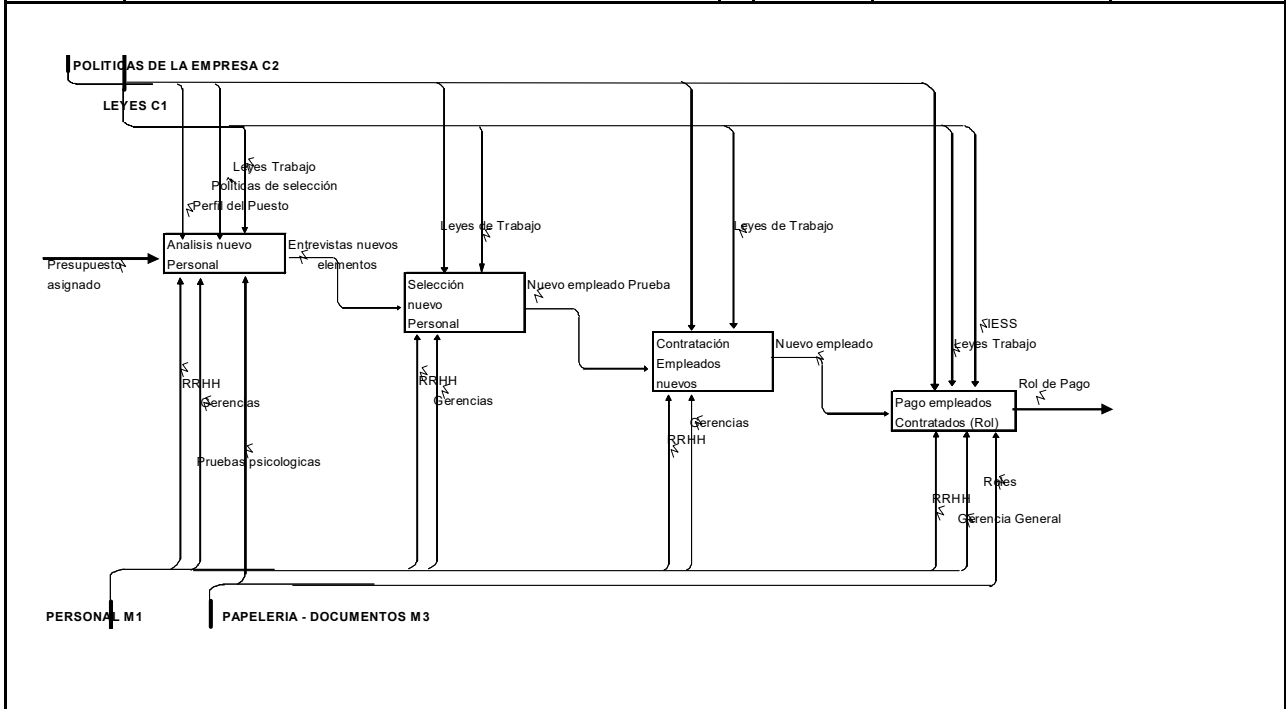 POLITICAS DE LA EMPRESA C2
LEYES C1
Leyes Trabajo
Politicas de selección
Perfil del Puesto
Leyes de Trabajo
Leyes de Trabajo
Analisis nuevo
Personal
Entrevistas nuevos
elementos
Presupuesto
asignado
Selección
nuevo
Personal
Nuevo empleado Prueba
Contratación
Empleados
nuevos
Nuevo empleado
IESS
Leyes Trabajo
Rol de Pago
Pago empleados
Contratados (Rol)
RRHH
Gerencias
Pruebas psicologicas
RRHH
Gerencias
Gerencias
RRHH
Roles
RRHH
Gerencia General
PERSONAL M1
PAPELERIA - DOCUMENTOS M3